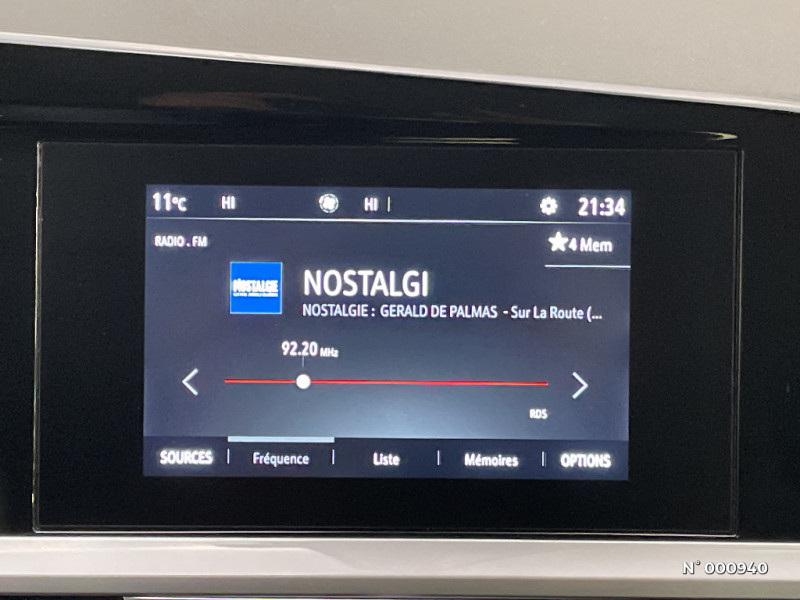 11°C HI HI 21:34
RADIO . FM ★4 Mem
NOSTALGIE
NOSTALGI
NOSTALGIE : GERALD DE PALMAS - Sur La Route (...
92.20 MHz
RDS
SOURCES Fréquence Liste Mémoires OPTIONS
N° 000940